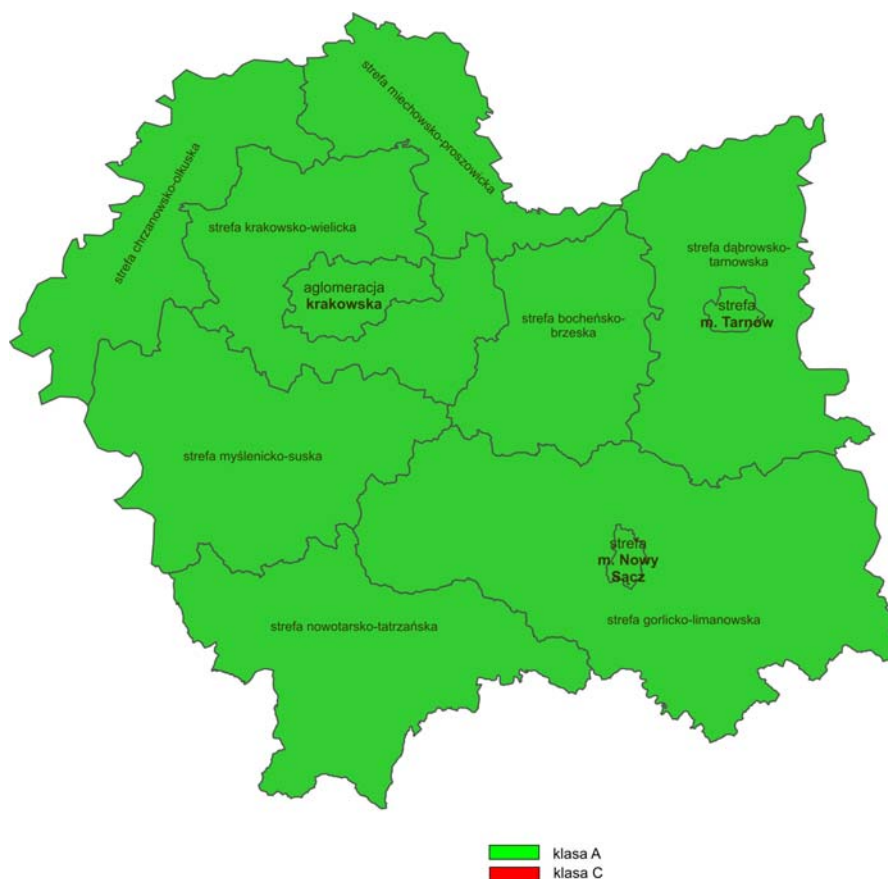 strefa miechowsko-proszowicka
strefa chrzanowsko-olkuska
strefa krakowsko-wielicka
strefa dąbrowsko-
tarnowska
aglomeracja
krakowska
strefa
m. Tarnów
strefa bocheńsko-
brzeska
strefa myślenicko-suska
strefa
m. Nowy
Sącz
strefa gorlicko-limanowska
strefa nowotarsko-tatrzańska
klasa A
klasa C